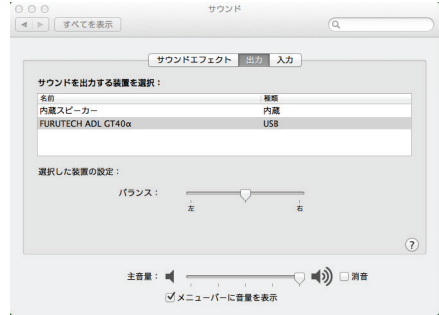 サウンド
すべてを表示
サウンドエフェクト 出力 入力
サウンドを出力する装置を選択：
名前 種類
内蔵スピーカー 内蔵
FURUTECH ADL GT40α USB
選択した装置の設定：
バランス：
左 右
?
主音量： 消音
メニューバーに音量を表示